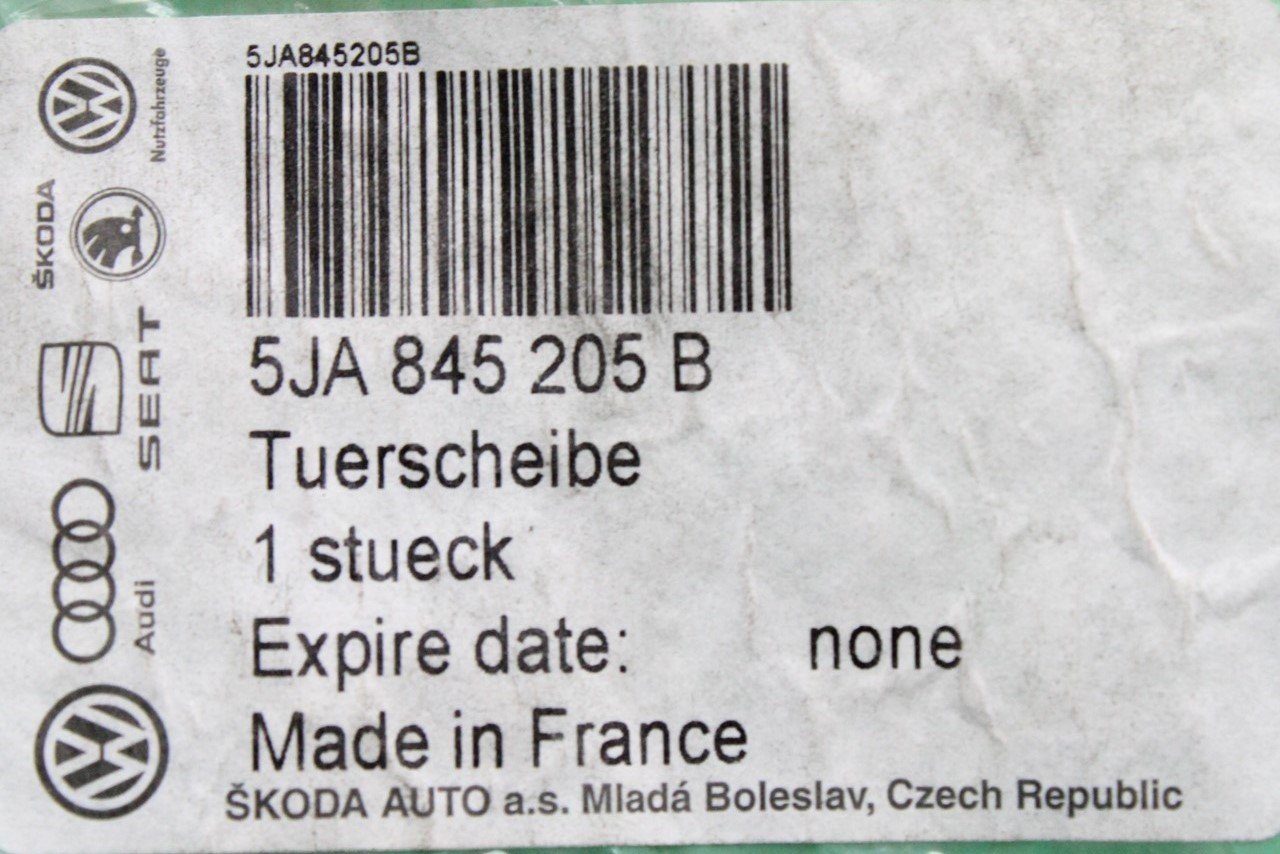 5JA845205B
5JA 845 205 B
Tuerscheibe
1 stueck
Expire date: none
Made in France
ŠKODA AUTO a.s. Mladá Boleslav, Czech Republic
Nutzfahrzeuge
ŠKODA
SEAT
Audi